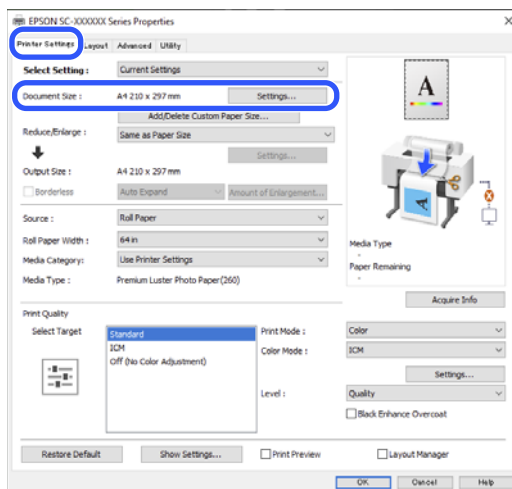 EPSON SC-XXXXXX Series Properties
Printer Settings Layout Advanced Utility
Select Setting : Current Settings
Document Size : A4 210 x 297 mm Settings...
Add/Delete Custom Paper Size...
Reduce/Enlarge : Same as Paper Size
Settings...
Output Size : A4 210 x 297 mm
Borderless Auto Expand Amount of Enlargement...
Source : Roll Paper
Roll Paper Width : 64 in
Media Category: Use Printer Settings
Media Type : Premium Luster Photo Paper(260)
A
Media Type
-
Paper Remaining
-
Acquire Info
Print Quality
Select Target
Standard
ICM
Off (No Color Adjustment)
Print Mode : Color
Color Mode : ICM
Settings...
Level : Quality
Black Enhance Overcoat
Restore Default Show Settings... Print Preview Layout Manager
OK Cancel Help